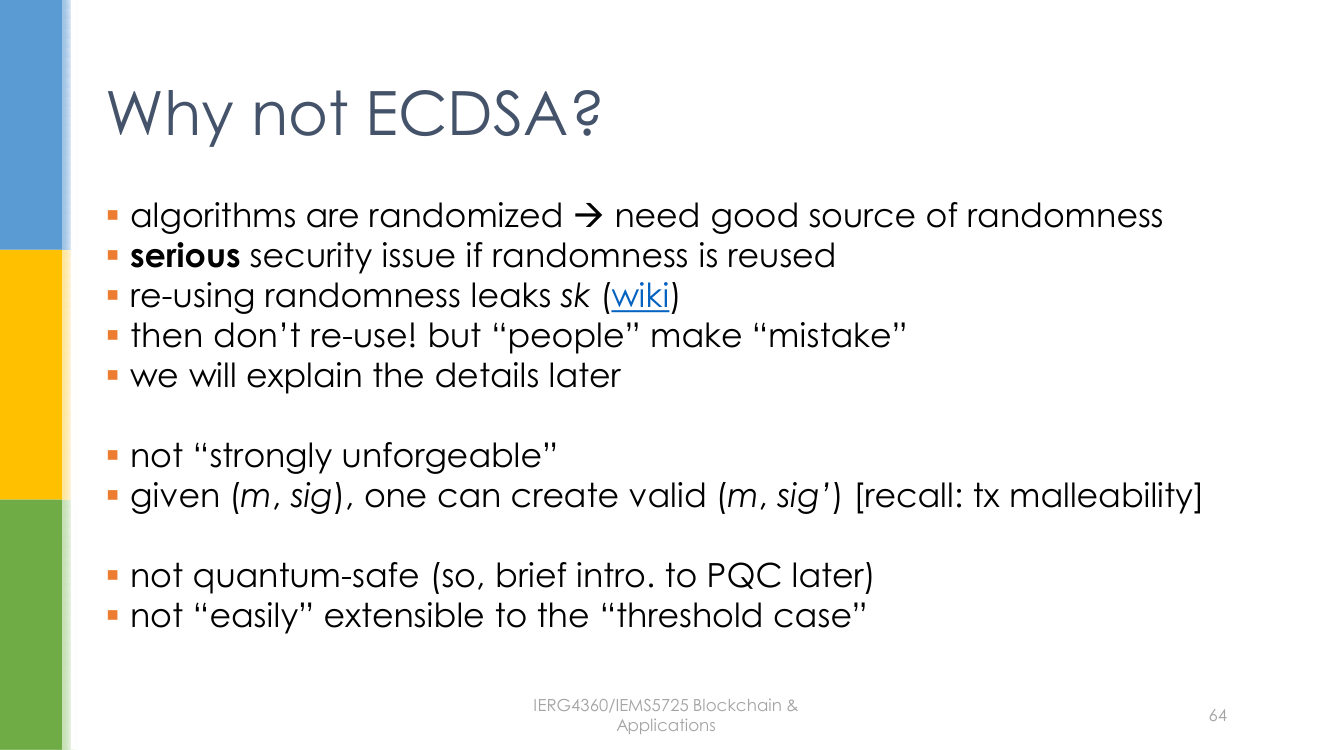 Why not ECDSA?
▪ algorithms are randomized → need good source of randomness
▪ serious security issue if randomness is reused
▪ re-using randomness leaks sk (wiki)
▪ then don’t re-use! but “people” make “mistake”
▪ we will explain the details later
▪ not “strongly unforgeable”
▪ given (m, sig), one can create valid (m, sig’) [recall: tx malleability]
▪ not quantum-safe (so, brief intro. to PQC later)
▪ not “easily” extensible to the “threshold case”
IERG4360/IEMS5725 Blockchain &
Applications
64